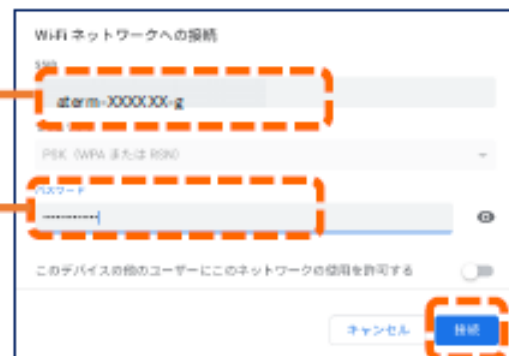 Wi-Fi ネットワークへの接続
SSID
aterm-XXXXXX-g
PSK（WPA または RSN）
パスワード
このデバイスの他のユーザーにこのネットワークの使用を許可する
キャンセル
接続